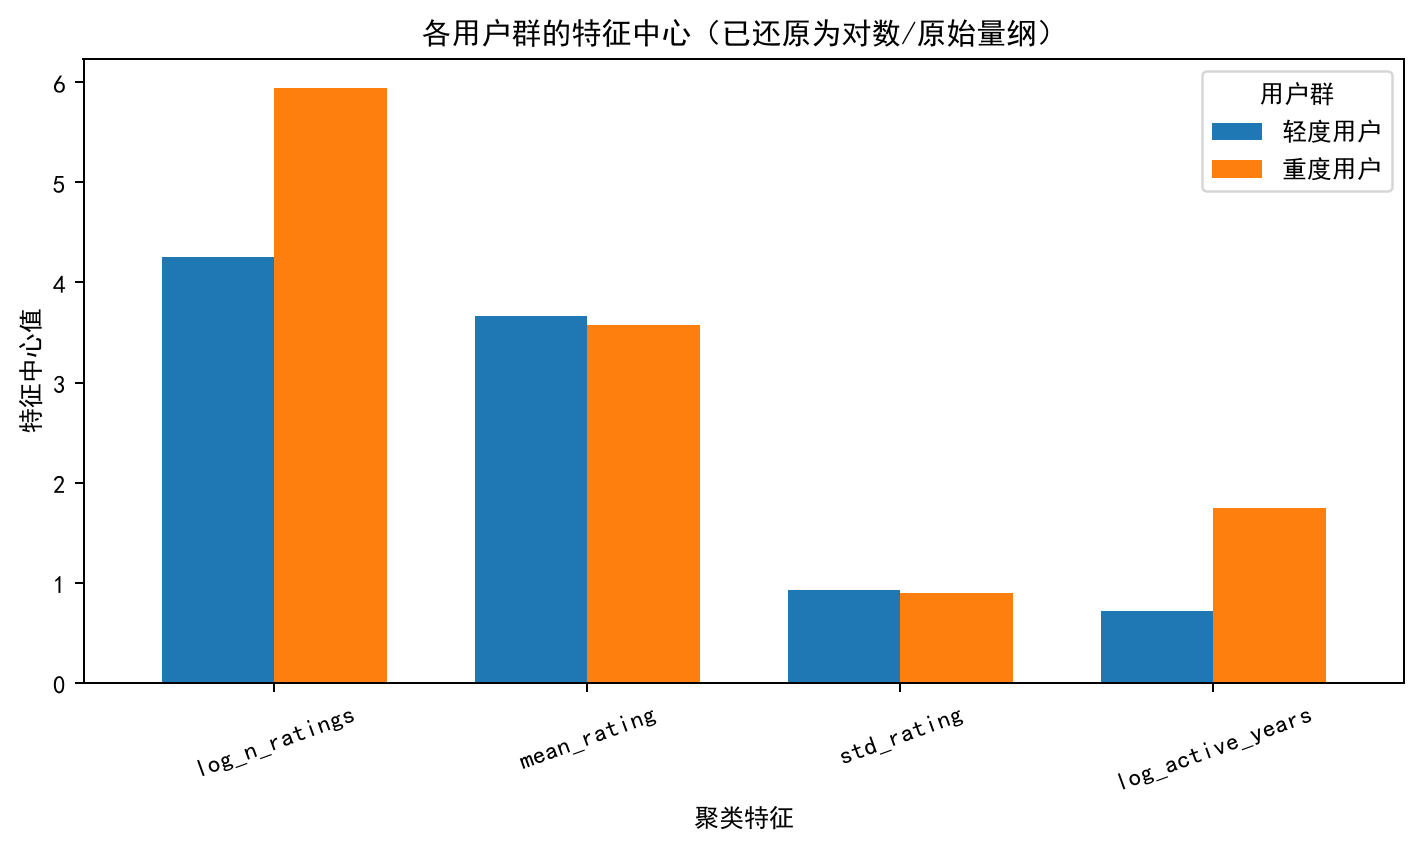 各用户群的特征中心（已还原为对数/原始量纲）
用户群
轻度用户
重度用户
特征中心值
6
5
4
3
2
1
0
log_n_ratings
mean_rating
std_rating
log_active_years
聚类特征